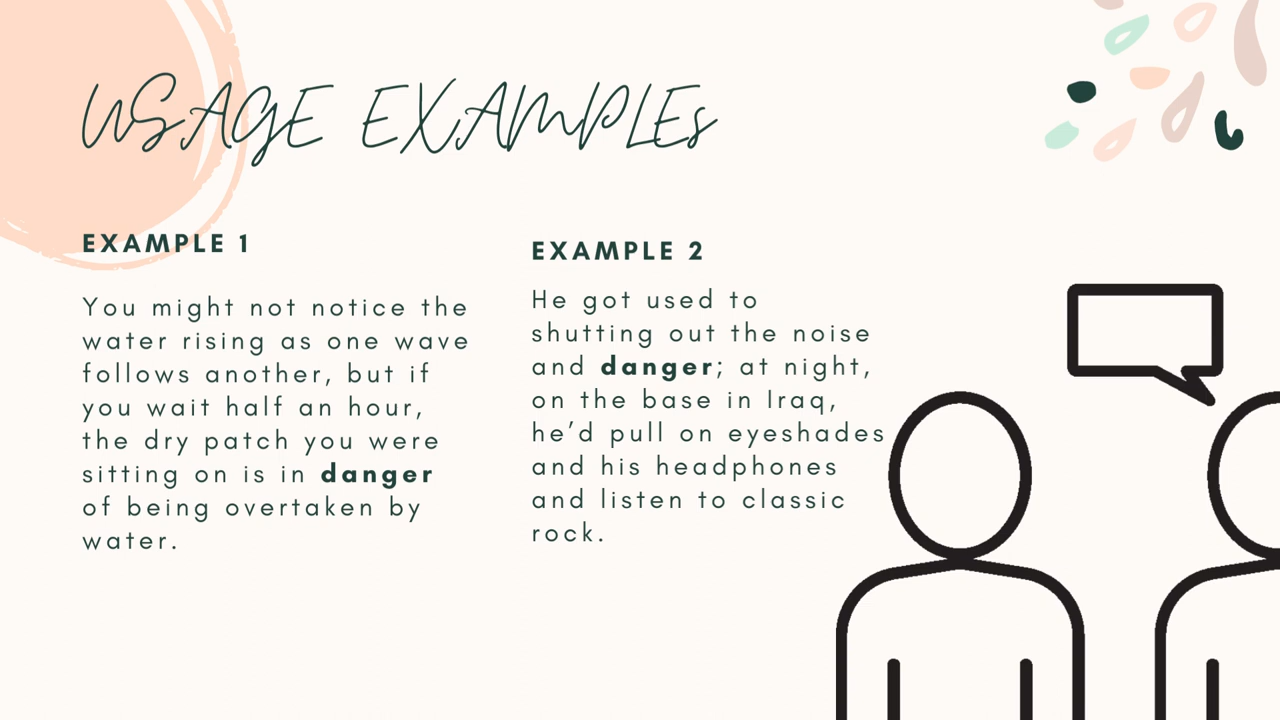 USAGE EXAMPLEs
EXAMPLE 1
You might not notice the
water rising as one wave
follows another, but if
you wait half an hour,
the dry patch you were
sitting on is in danger
of being overtaken by
water.
EXAMPLE 2
He got used to
shutting out the noise
and danger; at night,
on the base in Iraq,
he’d pull on eyeshades
and his headphones
and listen to classic
rock.